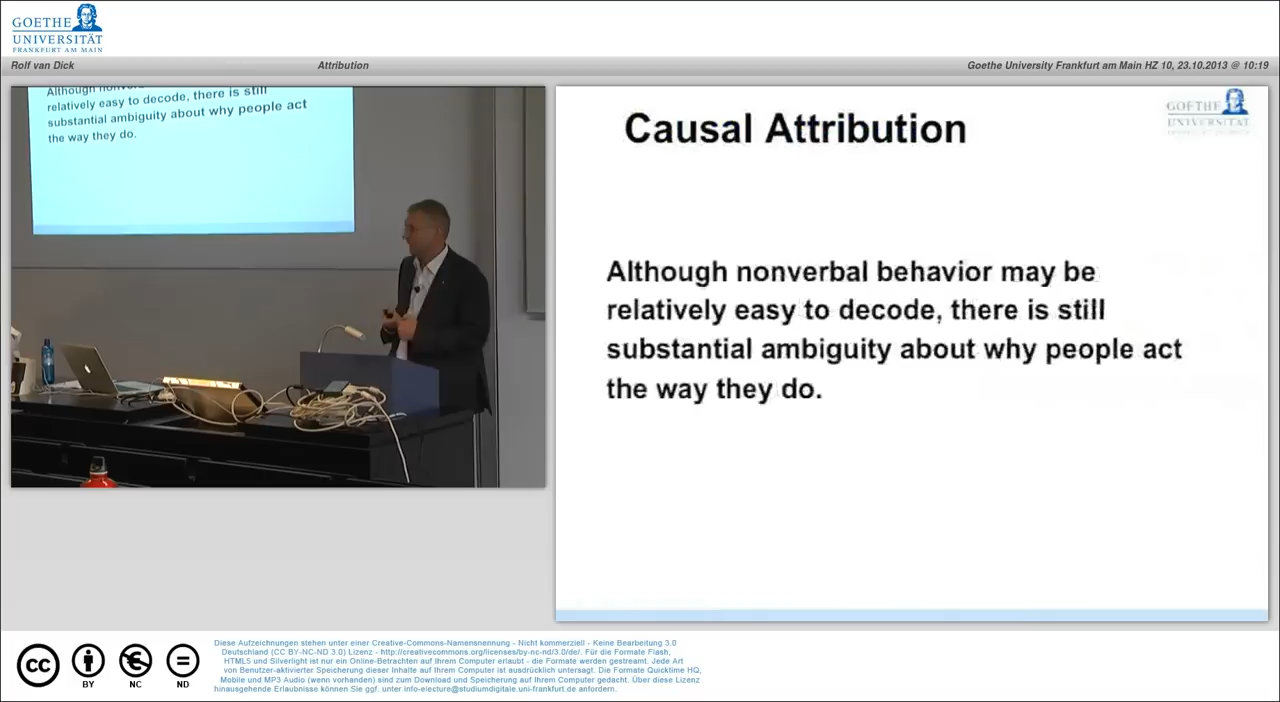 GOETHE
UNIVERSITÄT
FRANKFURT AM MAIN
Rolf van Dick
Attribution
Goethe University Frankfurt am Main HZ 10, 23.10.2013 @ 10:19
Although nonverbal
relatively easy to decode, there is still
substantial ambiguity about why people act
the way they do.
Causal Attribution
GOETHE
UNIVERSITÄT
Although nonverbal behavior may be
relatively easy to decode, there is still
substantial ambiguity about why people act
the way they do.
cc
BY
NC
ND
Diese Aufzeichnungen stehen unter einer Creative-Commons-Namensnennung - Nicht kommerziell - Keine Bearbeitung 3.0
Deutschland (CC BY-NC-ND 3.0) Lizenz - http://creativecommons.org/licenses/by-nc-nd/3.0/de/. Für die Formate Flash,
HTML5 und Silverlight ist nur ein Online-Betrachten auf Ihrem Computer erlaubt - die Formate werden gestreamt. Jede Art
von Benutzer-aktivierter Speicherung dieser Inhalte auf Ihrem Computer ist ausdrücklich untersagt. Die Formate Quicktime HQ,
Mobile und MP3 Audio (wenn vorhanden) sind zum Download und Speicherung auf Ihrem Computer gedacht. Über diese Lizenz
hinausgehende Erlaubnisse können Sie ggf. unter info-electure@studiumdigitale.uni-frankfurt.de anfordern.